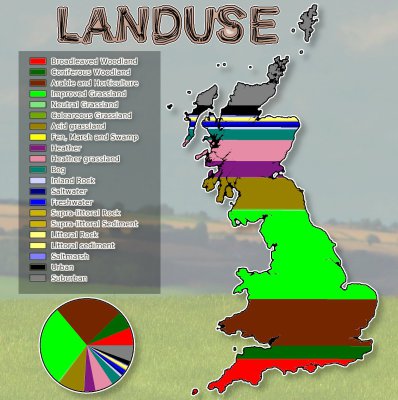 LANDUSE
Broadleaved Woodland
Coniferous Woodland
Arable and Horticulture
Improved Grassland
Neutral Grassland
Calcareous Grassland
Acid grassland
Fen, Marsh and Swamp
Heather
Heather grassland
Bog
Inland Rock
Saltwater
Freshwater
Supra-littoral Rock
Supra-littoral Sediment
Littoral Rock
Littoral sediment
Saltmarsh
Urban
Suburban